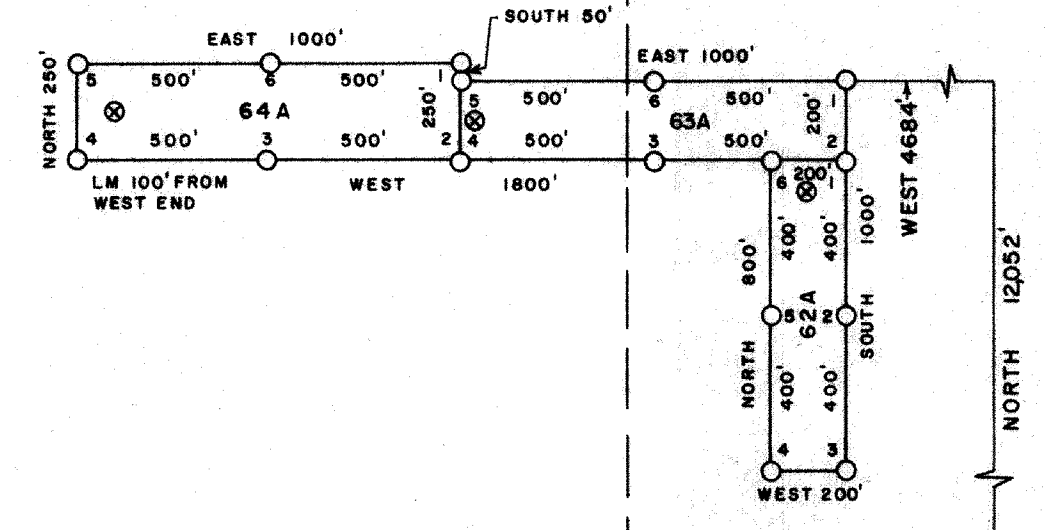 SOUTH 50'
EAST 1000'
EAST 1000'
NORTH 250'
5
500'
6
500'
1
64A
250'
4
500'
3
500'
2
5
500'
6
500'
1
63A
200'
4
500'
3
500'
2
LM 100' FROM
WEST END
WEST
1800'
WEST 4684'
6
200'
1
400'
400'
1000'
800'
5
2
62A
SOUTH
NORTH
400'
400'
4
3
WEST 200'
12,052'
NORTH